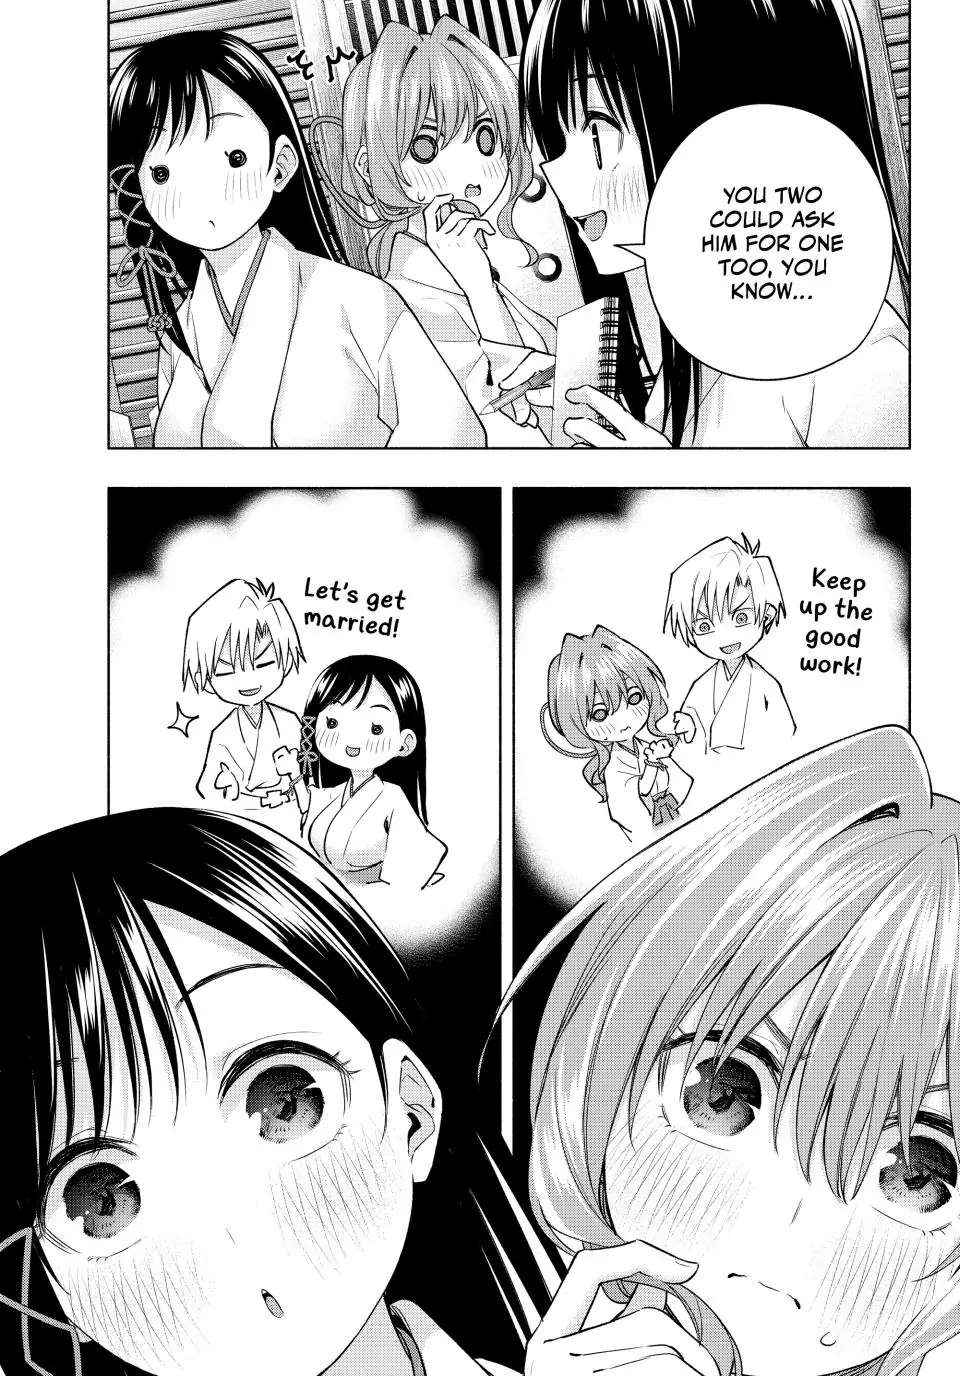 YOU TWO
COULD ASK
HIM FOR ONE
TOO, YOU
KNOW...
Keep
up the
good
work!
Let's get
married!